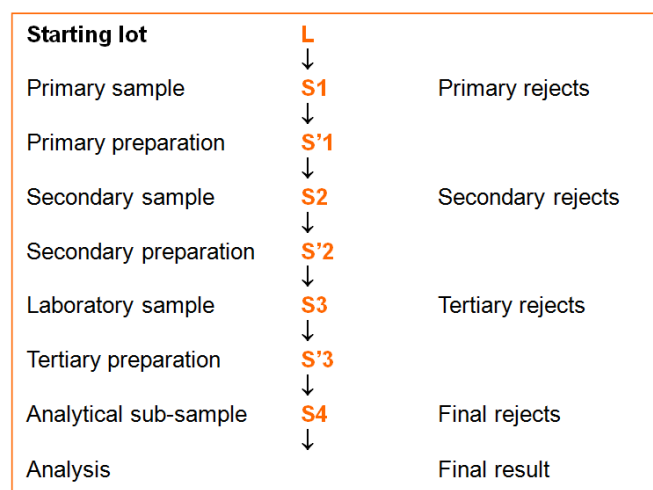 Starting lot L
↓
Primary sample S1 Primary rejects
↓
Primary preparation S'1
↓
Secondary sample S2 Secondary rejects
↓
Secondary preparation S'2
↓
Laboratory sample S3 Tertiary rejects
↓
Tertiary preparation S'3
↓
Analytical sub-sample S4 Final rejects
↓
Analysis Final result